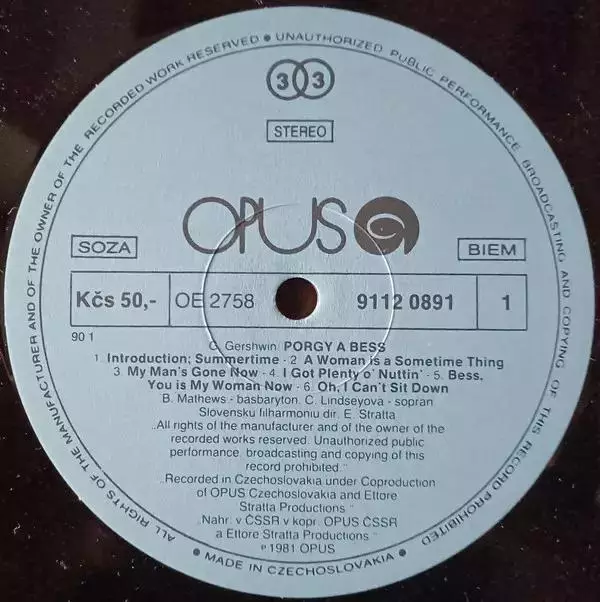 ALL RIGHTS OF THE MANUFACTURER AND OF THE OWNER OF THE RECORDED WORK RESERVED • UNAUTHORIZED PUBLIC PERFORMANCE BROADCASTING AND COPYING OF THIS RECORD PROHIBITED
33
STEREO
OPUS
SOZA
BIEM
Kčs 50,- OE 2758 9112 0891 1
90 1
G. Gershwin: PORGY A BESS
1. Introduction; Summertime - 2. A Woman is a Sometime Thing
3. My Man's Gone Now - 4. I Got Plenty o' Nuttin' - 5. Bess,
You is My Woman Now - 6. Oh, I Can't Sit Down
B. Mathews - basbaryton, C. Lindseyova - soprán
Slovenskú filharmóniu dir. E. Stratta
„All rights of the manufacturer and of the owner of the
recorded works reserved. Unauthorized public
performance, broadcasting and copying of this
record prohibited."
„Recorded in Czechoslovakia under Coproduction
of OPUS Czechoslovakia and Ettore
Stratta Productions"
„Nahr. v ČSSR v kopr. OPUS ČSSR
a Ettore Stratta Productions"
℗ 1981 OPUS
• MADE IN CZECHOSLOVAKIA •